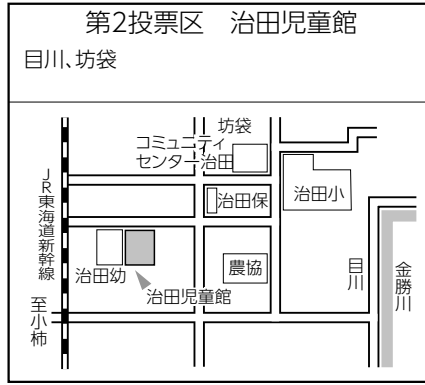 第2投票区　治田児童館
目川、坊袋
坊袋
コミュニティ
センター治田
治田保
治田小
JR東海道新幹線
至小柿
治田幼
治田児童館
農協
目川
金勝川